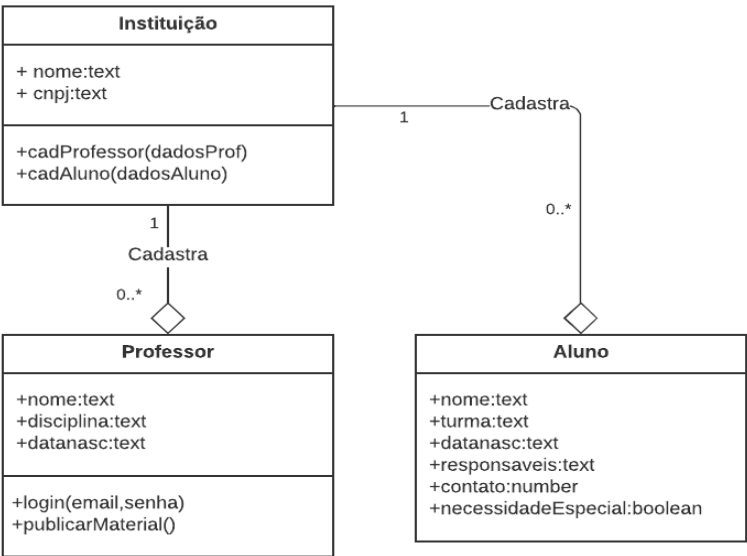 Instituição
+ nome:text
+ cnpj:text
+cadProfessor(dadosProf)
+cadAluno(dadosAluno)
1
Cadastra
0..*
1
Cadastra
0..*
Professor
+nome:text
+disciplina:text
+datanasc:text
+login(email,senha)
+publicarMaterial()
Aluno
+nome:text
+turma:text
+datanasc:text
+responsaveis:text
+contato:number
+necessidadeEspecial:boolean